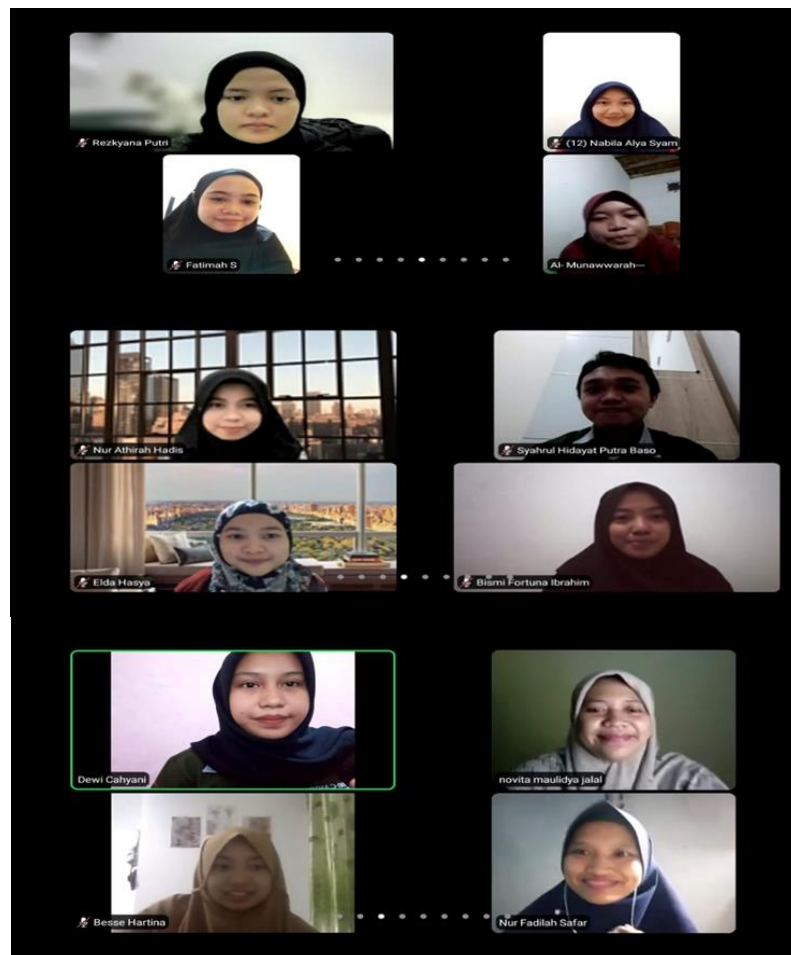 Rezkyana Putri
(12) Nabila Alya Syam
Fatimah S
Al- Munawwarah—
Nur Athirah Hadis
Syahrul Hidayat Putra Baso
Elda Hasya
Bismi Fortuna Ibrahim
Dewi Cahyani
novita maulidya jalal
Besse Hartina
Nur Fadilah Safar